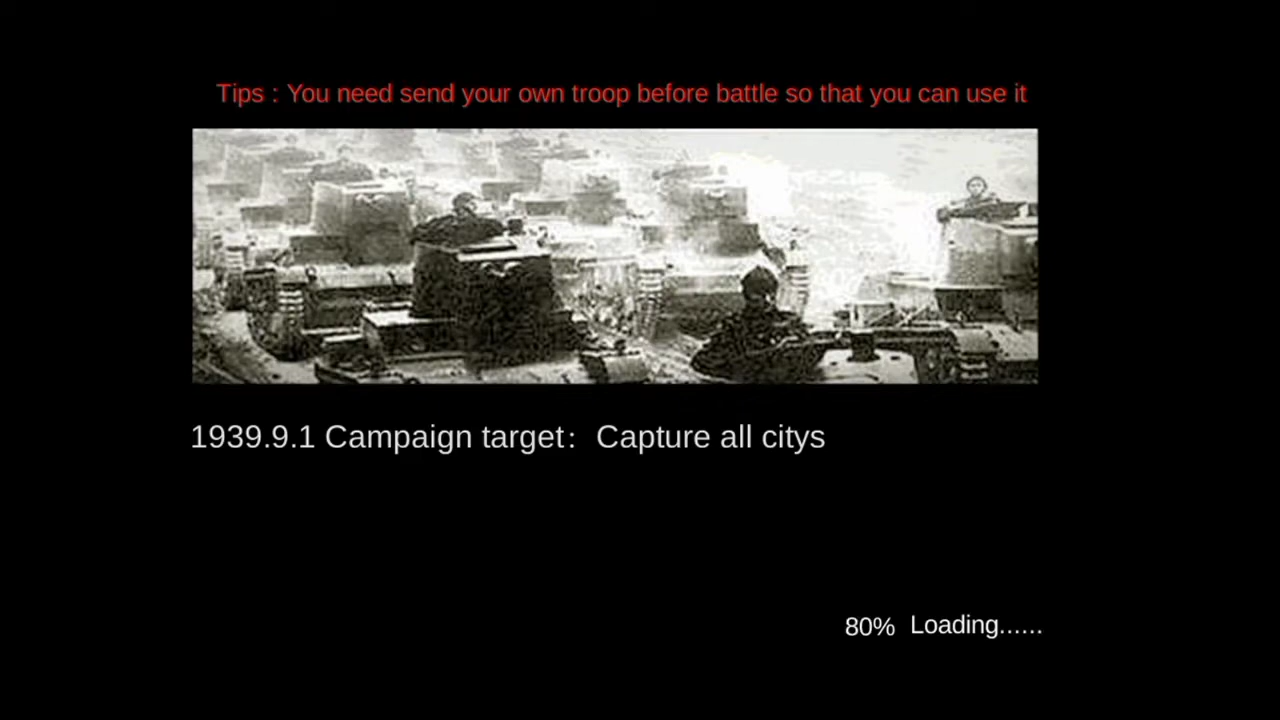 Tips : You need send your own troop before battle so that you can use it
1939.9.1 Campaign target： Capture all citys
80% Loading......